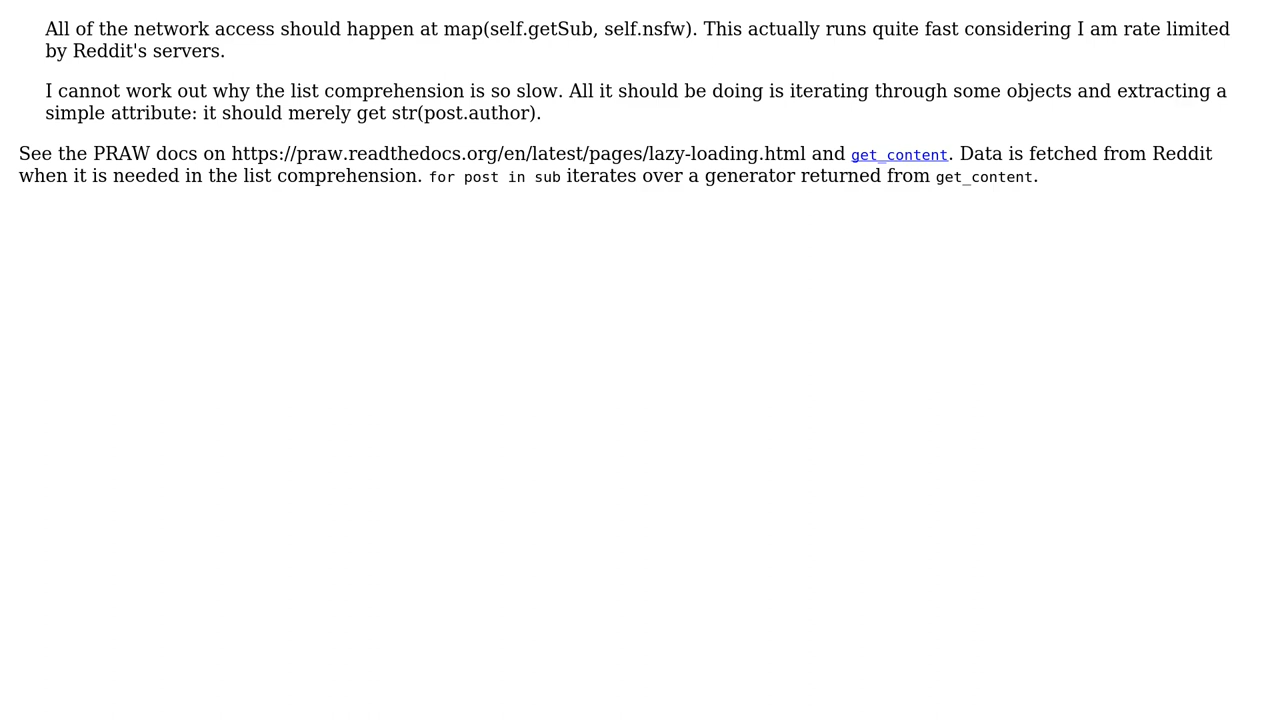 All of the network access should happen at map(self.getSub, self.nsfw). This actually runs quite fast considering I am rate limited
by Reddit's servers.
I cannot work out why the list comprehension is so slow. All it should be doing is iterating through some objects and extracting a
simple attribute: it should merely get str(post.author).
See the PRAW docs on https://praw.readthedocs.org/en/latest/pages/lazy-loading.html and get_content. Data is fetched from Reddit
when it is needed in the list comprehension. for post in sub iterates over a generator returned from get_content.